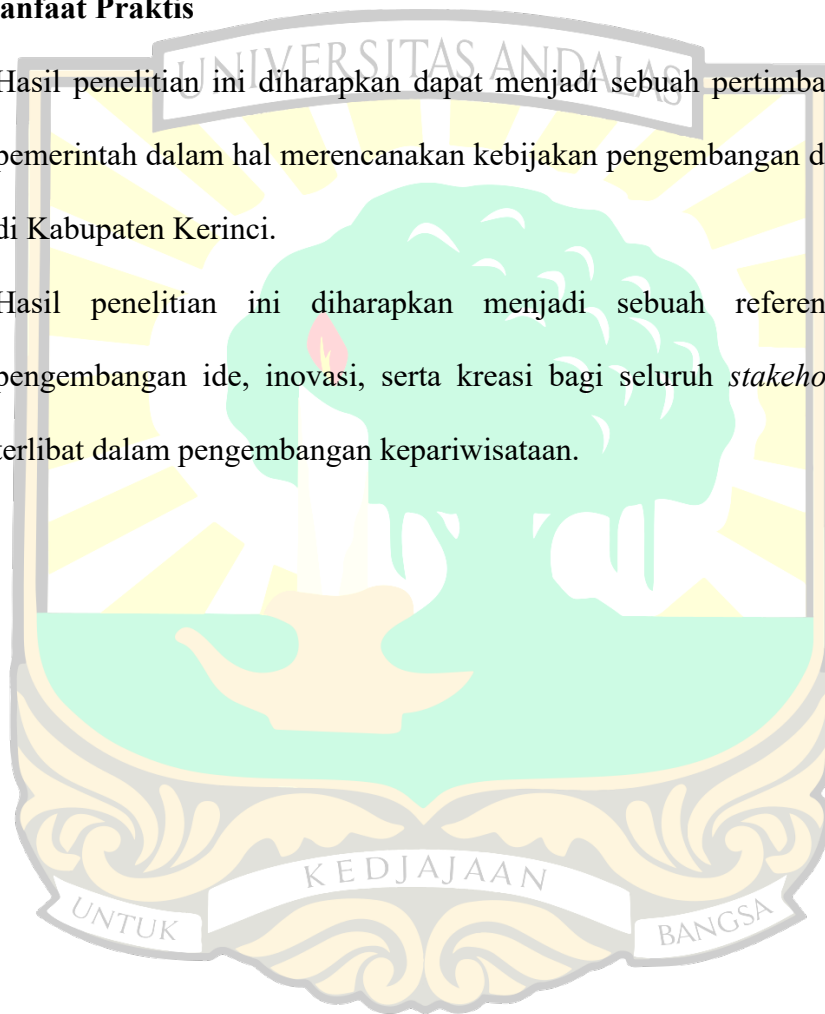 anfaat Praktis
UNIVERSITAS ANDALAS
Hasil penelitian ini diharapkan dapat menjadi sebuah pertimba
pemerintah dalam hal merencanakan kebijakan pengembangan d
di Kabupaten Kerinci.
Hasil penelitian ini diharapkan menjadi sebuah referen
pengembangan ide, inovasi, serta kreasi bagi seluruh stakeho
terlibat dalam pengembangan kepariwisataan.
KEDJAJAAN
UNTUK
BANGSA